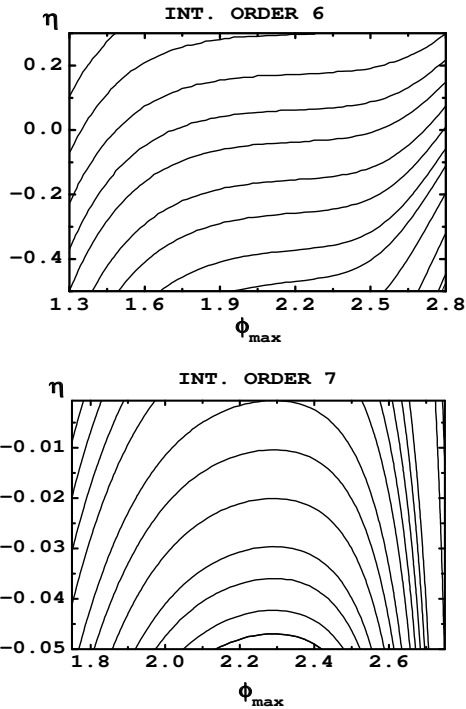 η INT. ORDER 6
0.2
0.0
−0.2
−0.4
1.3 1.6 1.9 2.2 2.5 2.8
ϕmax
η INT. ORDER 7
−0.01
−0.02
−0.03
−0.04
−0.05
1.8 2.0 2.2 2.4 2.6
ϕmax